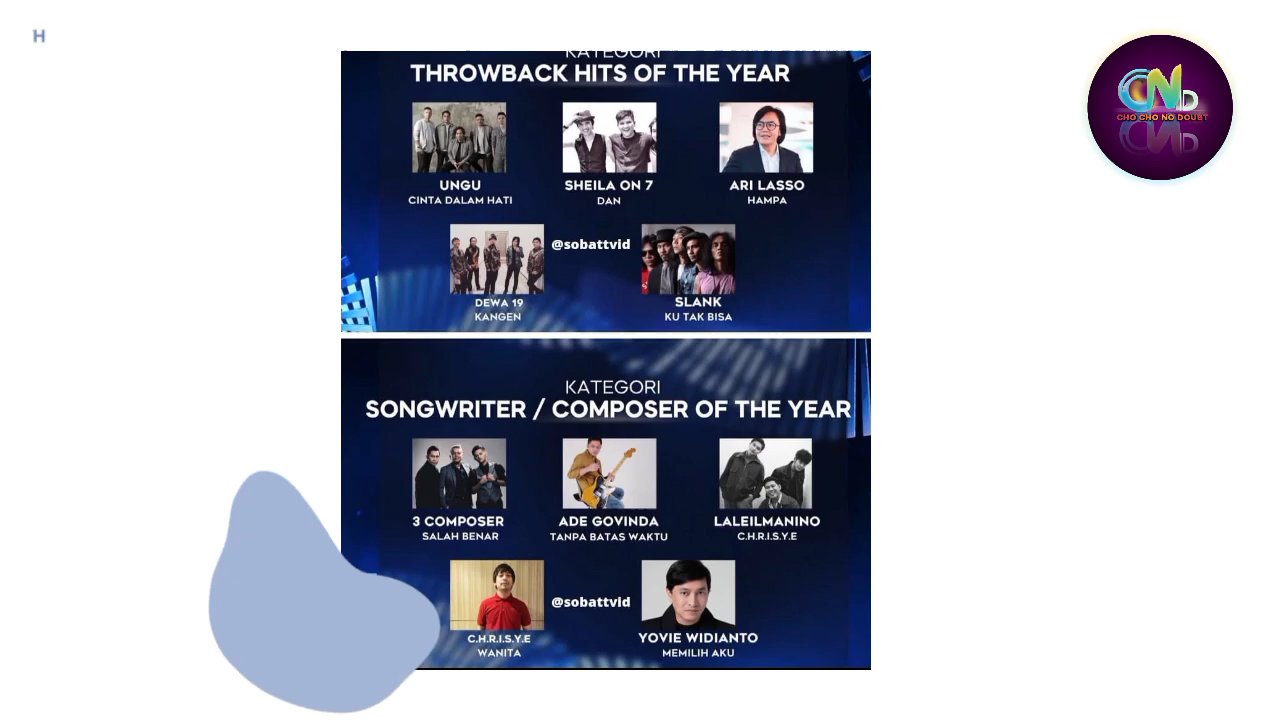 H
CND
CHO CHO NO DOUBT
KATEGORI
THROWBACK HITS OF THE YEAR
UNGU
CINTA DALAM HATI
SHEILA ON 7
DAN
ARI LASSO
HAMPA
@sobattvid
DEWA 19
KANGEN
SLANK
KU TAK BISA
KATEGORI
SONGWRITER / COMPOSER OF THE YEAR
3 COMPOSER
SALAH BENAR
ADE GOVINDA
TANPA BATAS WAKTU
LALEILMANINO
C.H.R.I.S.Y.E
@sobattvid
C.H.R.I.S.Y.E
WANITA
YOVIE WIDIANTO
MEMILIH AKU